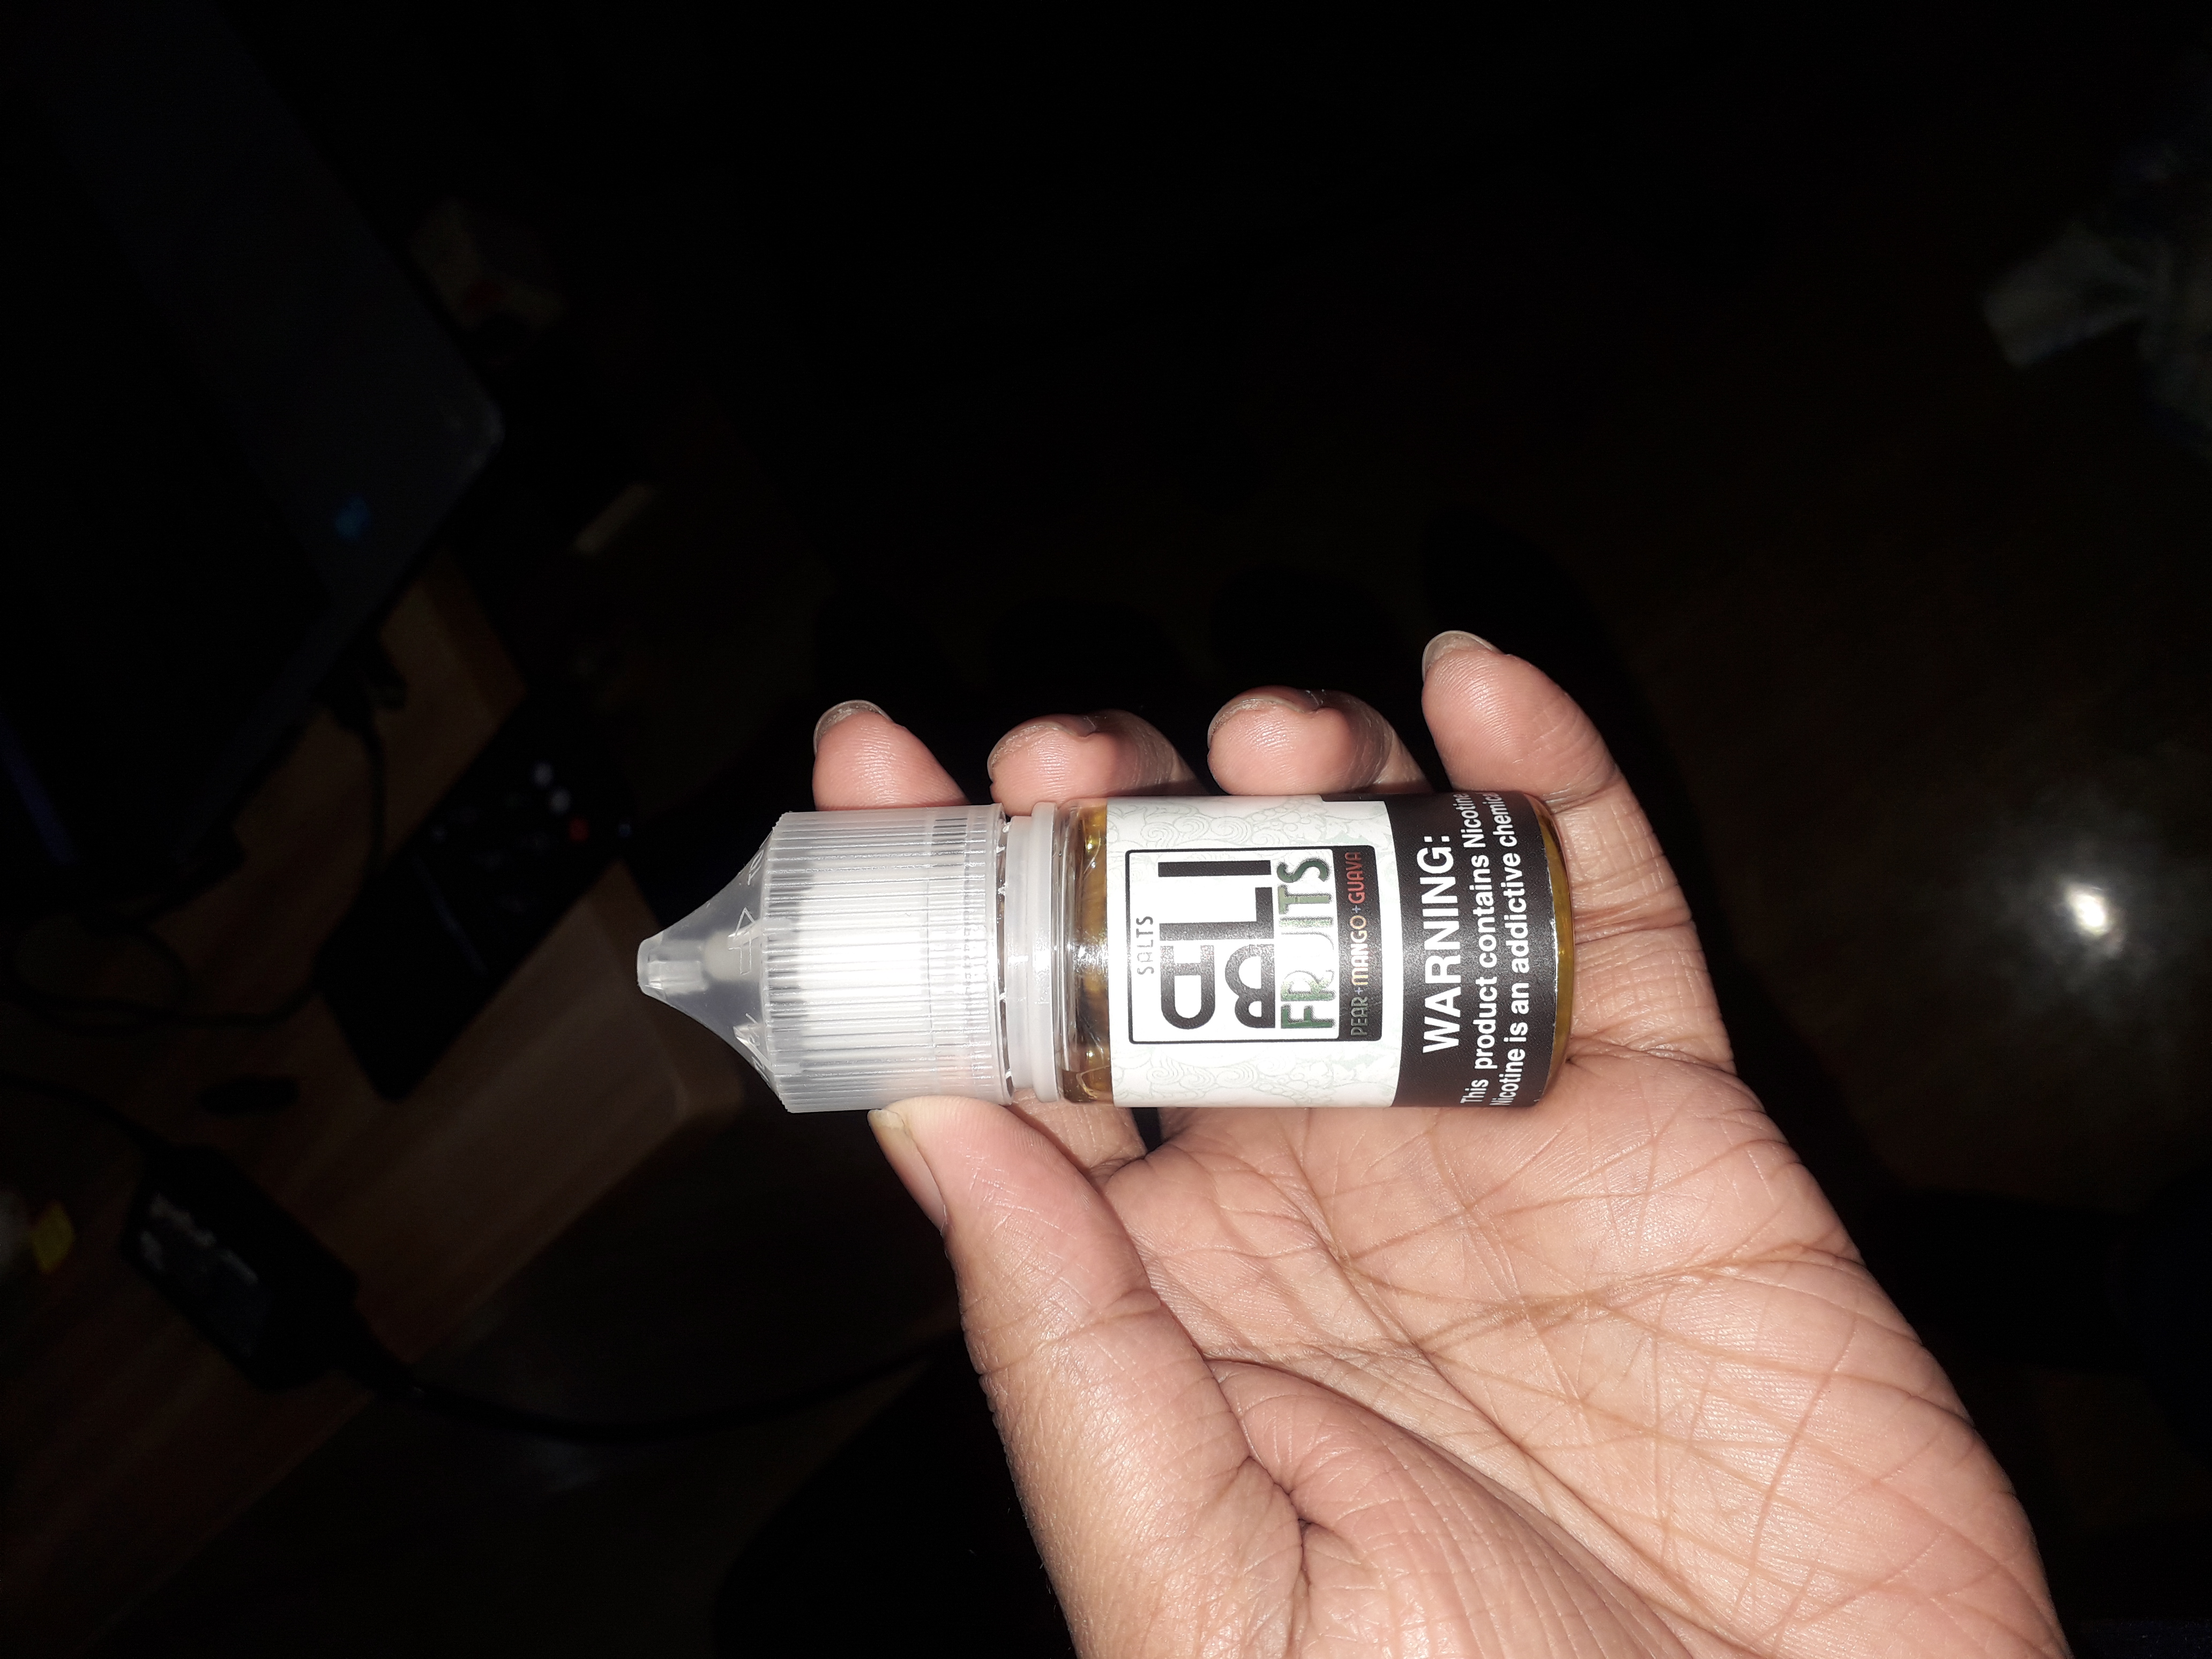 SALTS
BALI
FRUITS
PEAR+MANGO+GUAVA
WARNING:
This product contains Nicotine
Nicotine is an addictive